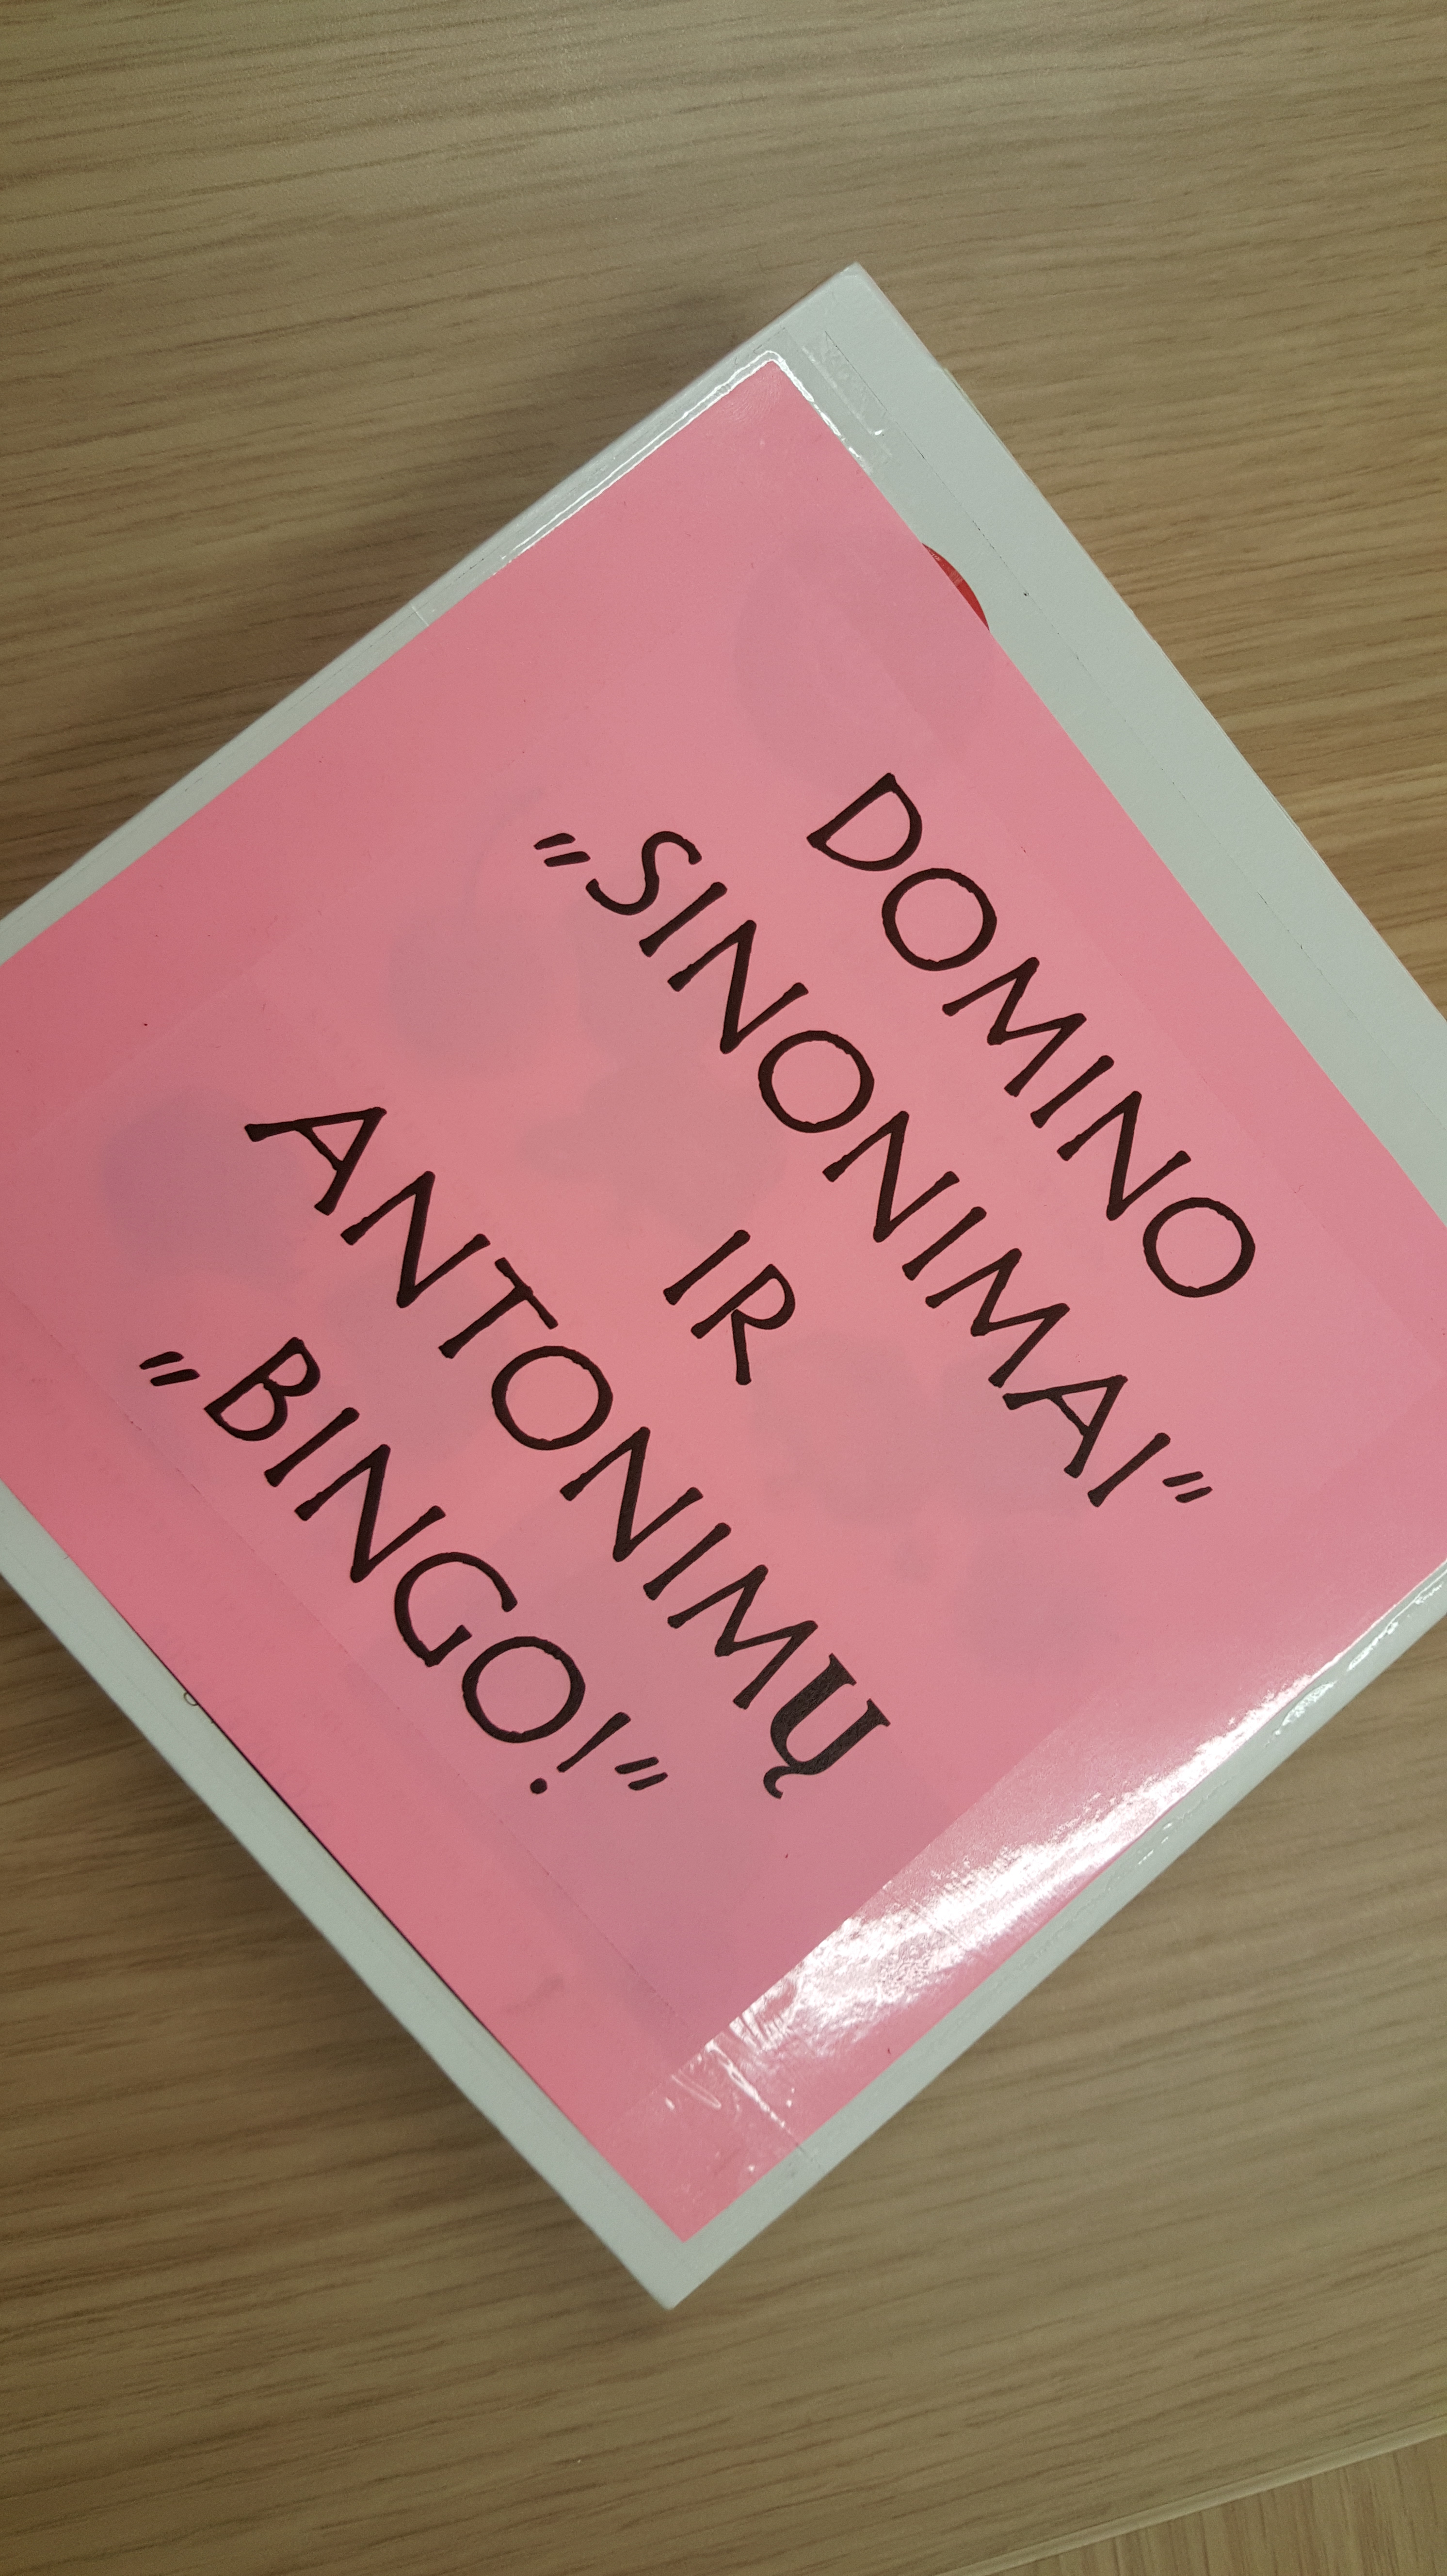 DOMINO
„SINONIMAI”
IR
ANTONIMŲ
„BINGO!”